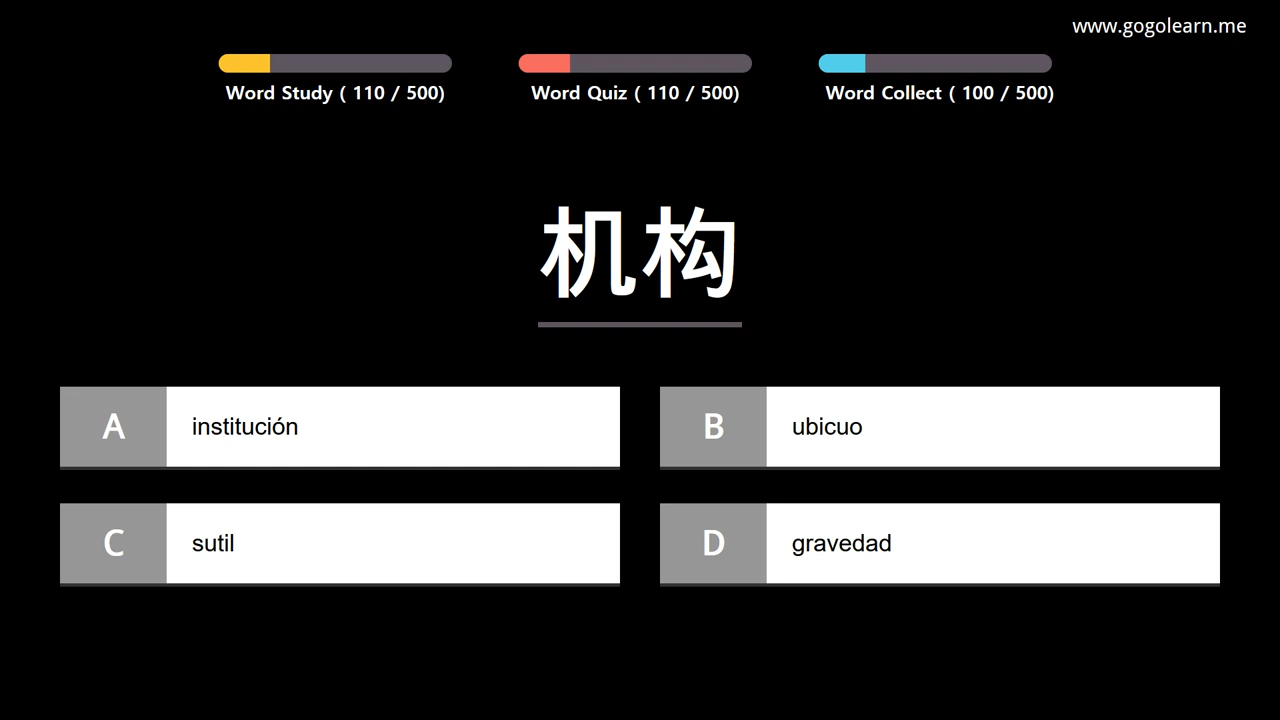 www.gogolearn.me
Word Study ( 110 / 500)
Word Quiz ( 110 / 500)
Word Collect ( 100 / 500)
机构
A institución
B ubicuo
C sutil
D gravedad